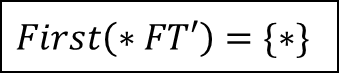 First(∗ FT′) = {∗}